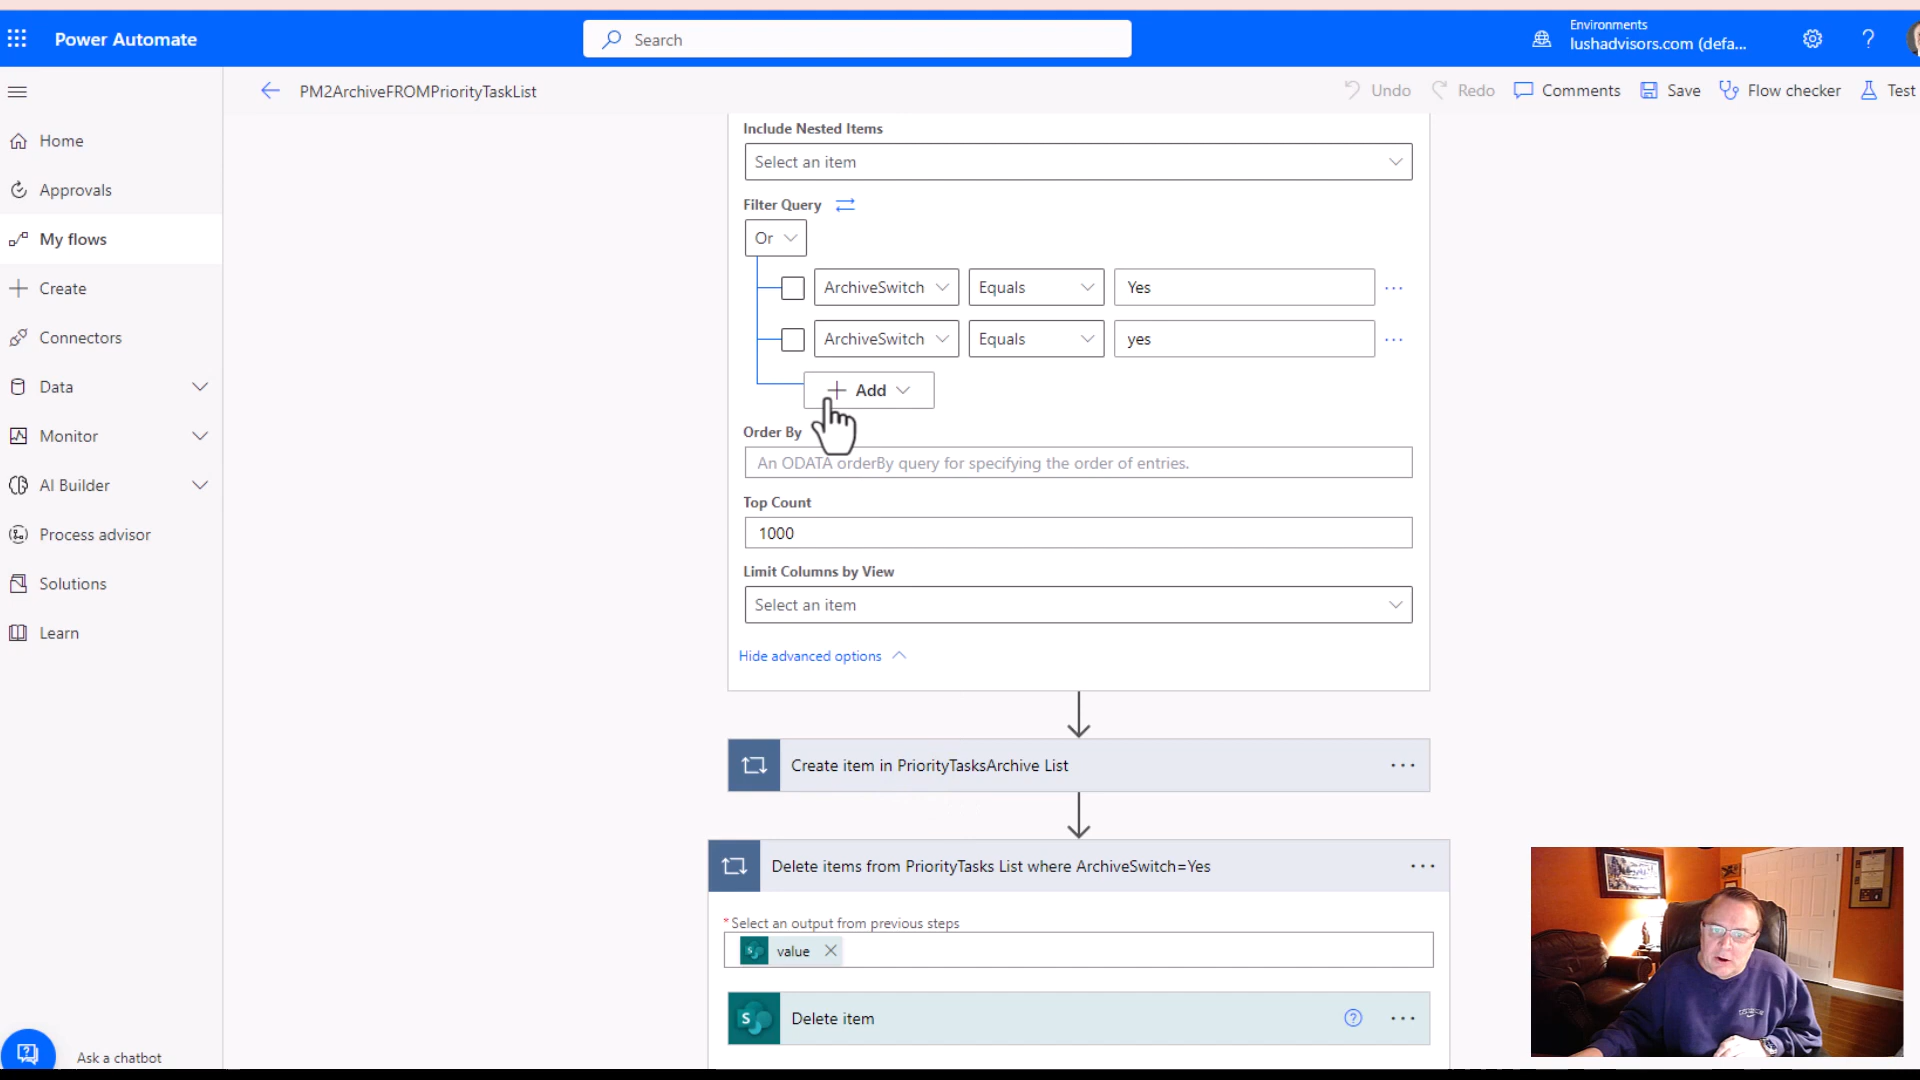 Power Automate
Search
Environments
lushadvisors.com (defa...
PM2ArchiveFROMPriorityTaskList
Undo
Redo
Comments
Save
Flow checker
Test
Home
Approvals
My flows
Create
Connectors
Data
Monitor
AI Builder
Process advisor
Solutions
Learn
Ask a chatbot
Include Nested Items
Select an item
Filter Query
Or
ArchiveSwitch Equals Yes
ArchiveSwitch Equals yes
Add
Order By
An ODATA orderBy query for specifying the order of entries.
Top Count
1000
Limit Columns by View
Select an item
Hide advanced options
Create item in PriorityTasksArchive List
Delete items from PriorityTasks List where ArchiveSwitch=Yes
* Select an output from previous steps
value
Delete item